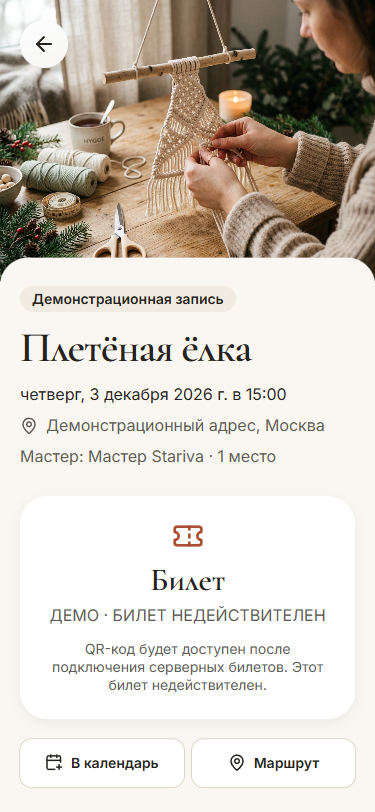 HYGGE
Демонстрационная запись
Плетёная ёлка
четверг, 3 декабря 2026 г. в 15:00
Демонстрационный адрес, Москва
Мастер: Мастер Stariva · 1 место
Билет
ДЕМО · БИЛЕТ НЕДЕЙСТВИТЕЛЕН
QR-код будет доступен после
подключения серверных билетов. Этот
билет недействителен.
В календарь
Маршрут